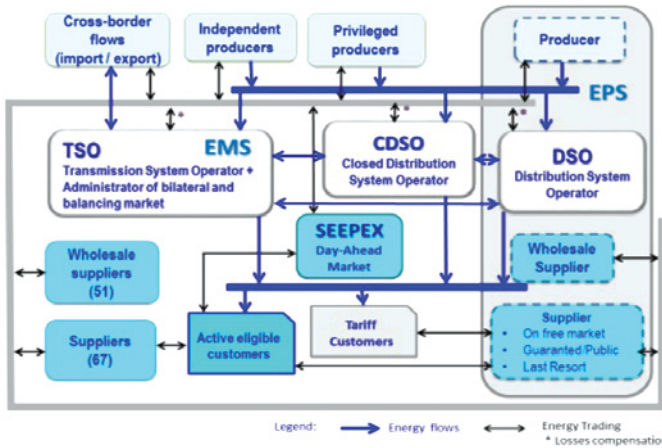 Cross-border
flows
(import / export)
Independent
producers
Privileged
producers
Producer
EPS
*
*
*
TSO
EMS
Transmission System Operator +
Administrator of bilateral and
balancing market
CDSO
Closed Distribution
System Operator
DSO
Distribution System
Operator
SEEPEX
Day-Ahead
Market
Wholesale
suppliers
(51)
Wholesale
Supplier
Suppliers
(67)
Active eligible
customers
Tariff
Customers
Supplier
• On free market
• Guaranted/Public
• Last Resort
Legend:
Energy flows
Energy Trading
* Losses compensatio